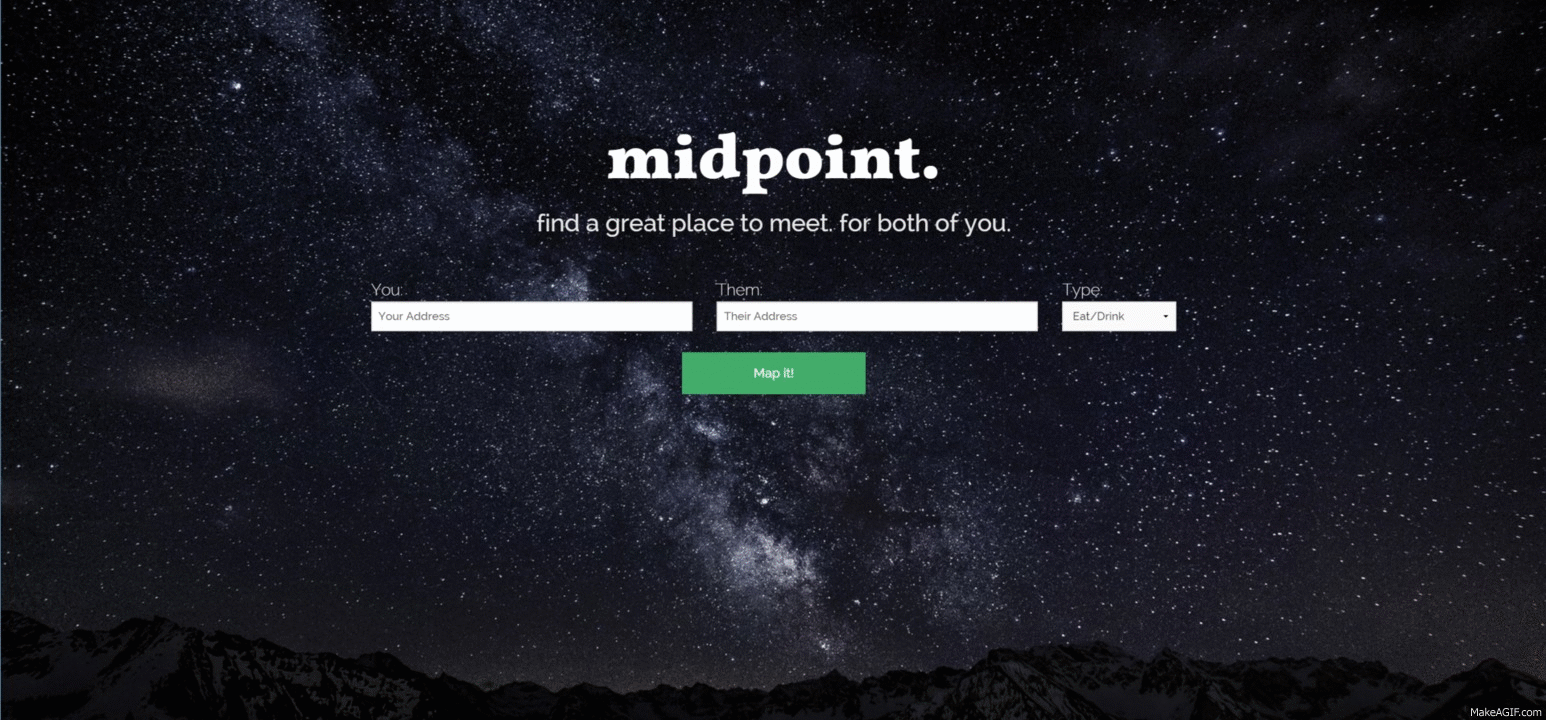 midpoint.
find a great place to meet. for both of you.
You: Them: Type:
Your Address Their Address Eat/Drink
Map it!
MakeAGIF.com